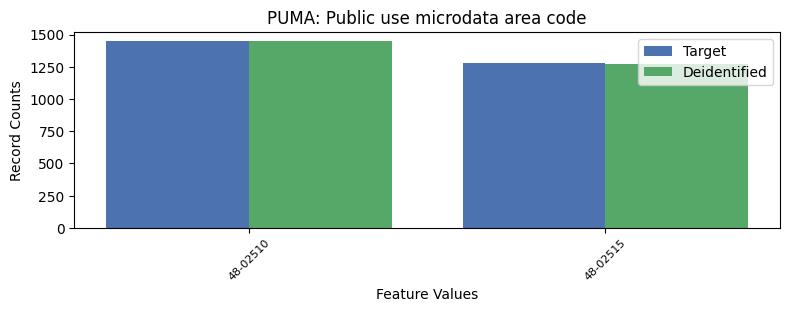 PUMA: Public use microdata area code
Target
Deidentified
Record Counts
1500
1250
1000
750
500
250
0
48-02510
48-02515
Feature Values